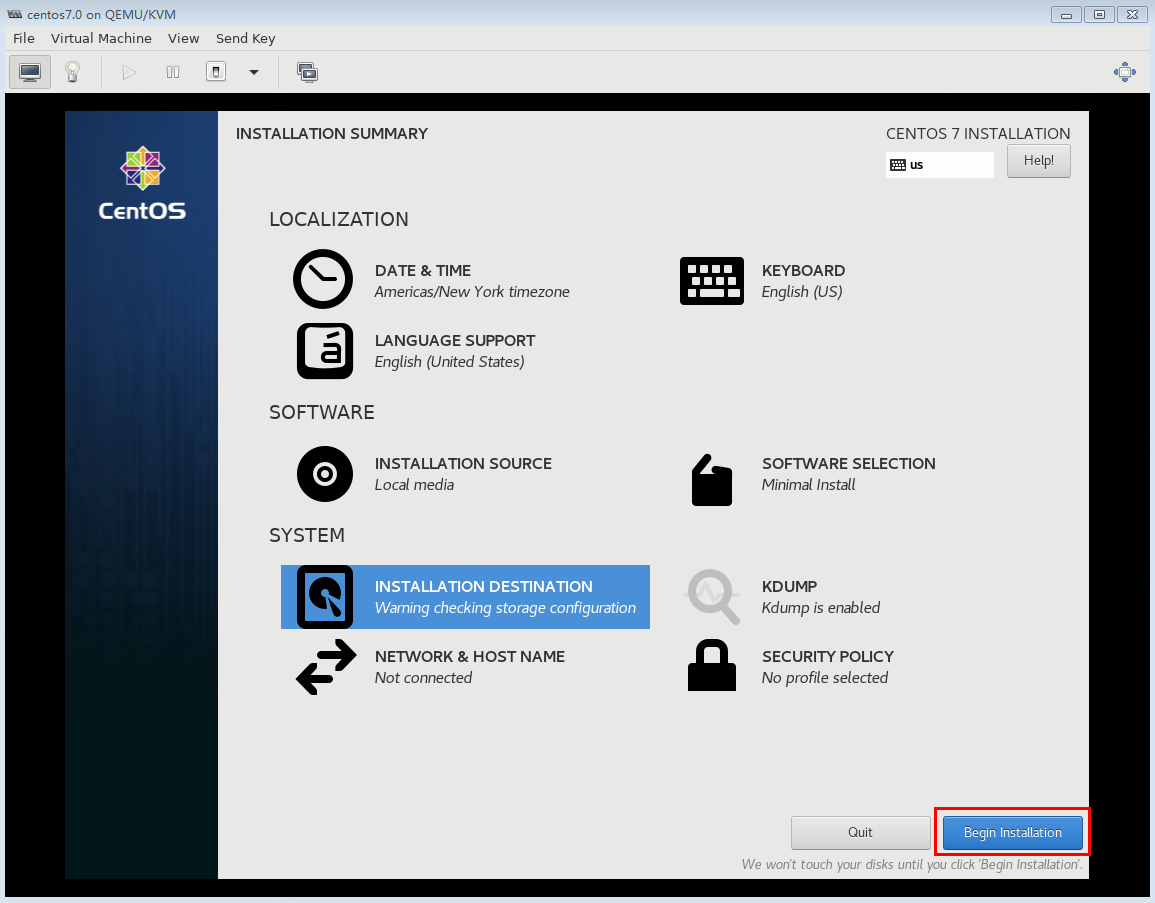 centos7.0 on QEMU/KVM
File Virtual Machine View Send Key
INSTALLATION SUMMARY
CENTOS 7 INSTALLATION
us
Help!
CentOS
LOCALIZATION
DATE & TIME
Americas/New York timezone
KEYBOARD
English (US)
á
LANGUAGE SUPPORT
English (United States)
SOFTWARE
INSTALLATION SOURCE
Local media
SOFTWARE SELECTION
Minimal Install
SYSTEM
INSTALLATION DESTINATION
Warning checking storage configuration
KDUMP
Kdump is enabled
NETWORK & HOST NAME
Not connected
SECURITY POLICY
No profile selected
Quit
Begin Installation
We won't touch your disks until you click 'Begin Installation'.